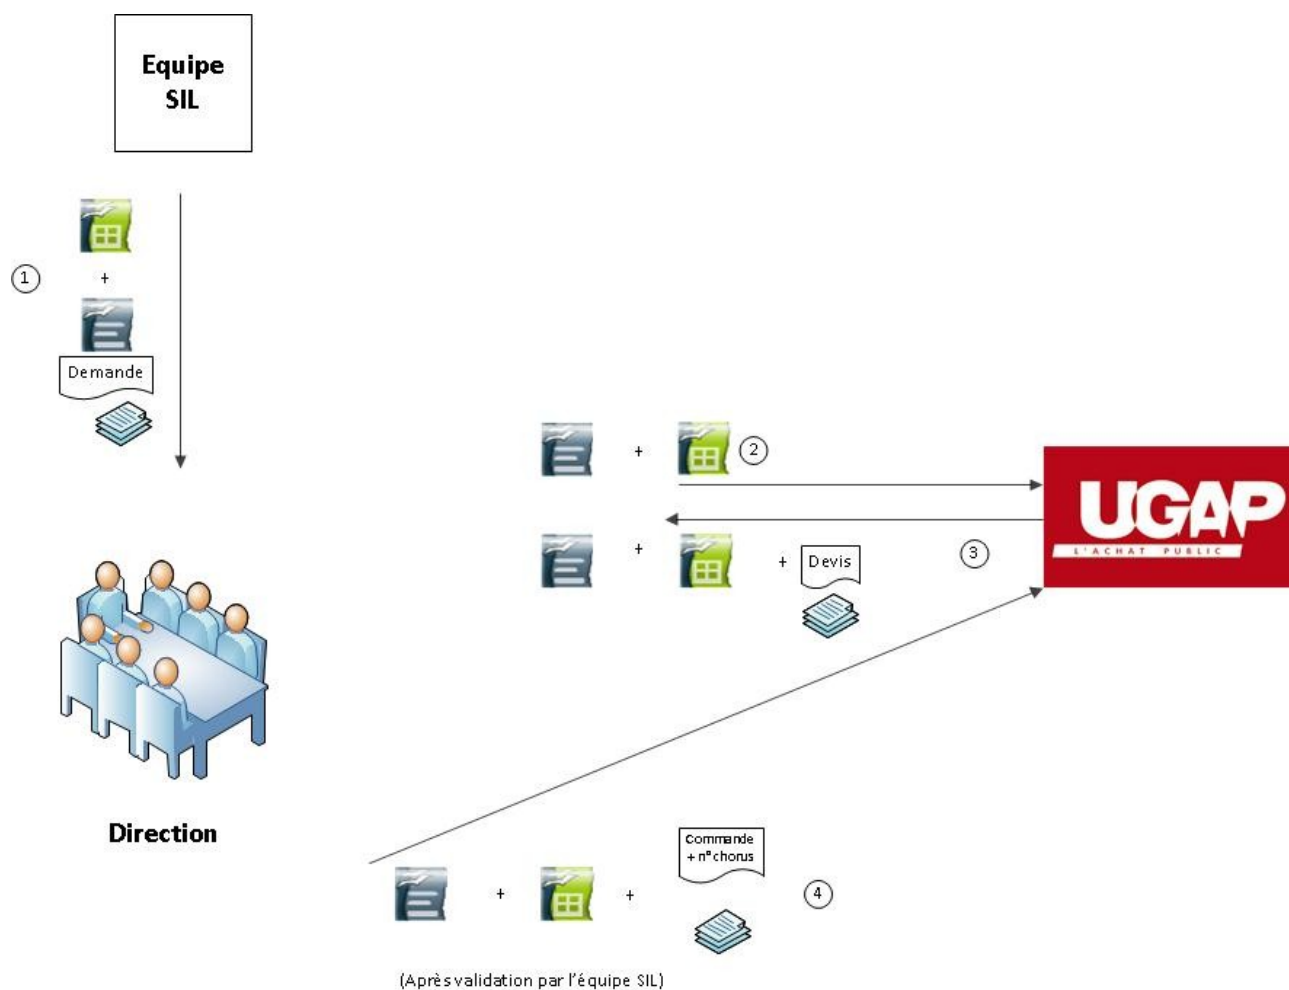 Equipe
SIL
1
+
Demande
+
2
UGAP
L'ACHAT PUBLIC
+
+
Devis
3
Direction
Commande
+ n°chorus
+
+
4
(Après validation par l'équipe SIL)